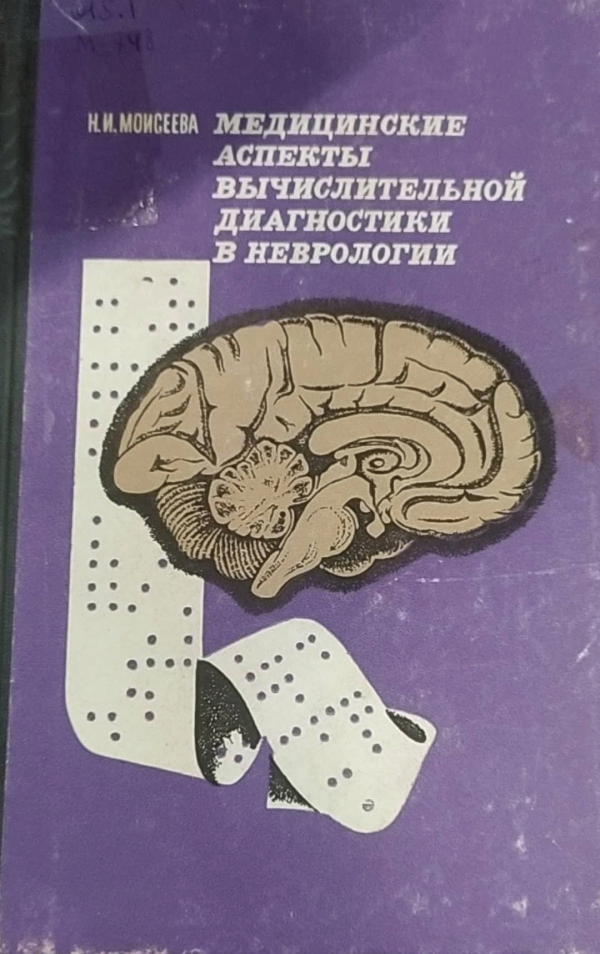 Н.И. МОИСЕЕВА
МЕДИЦИНСКИЕ
АСПЕКТЫ
ВЫЧИСЛИТЕЛЬНОЙ
ДИАГНОСТИКИ
В НЕВРОЛОГИИ